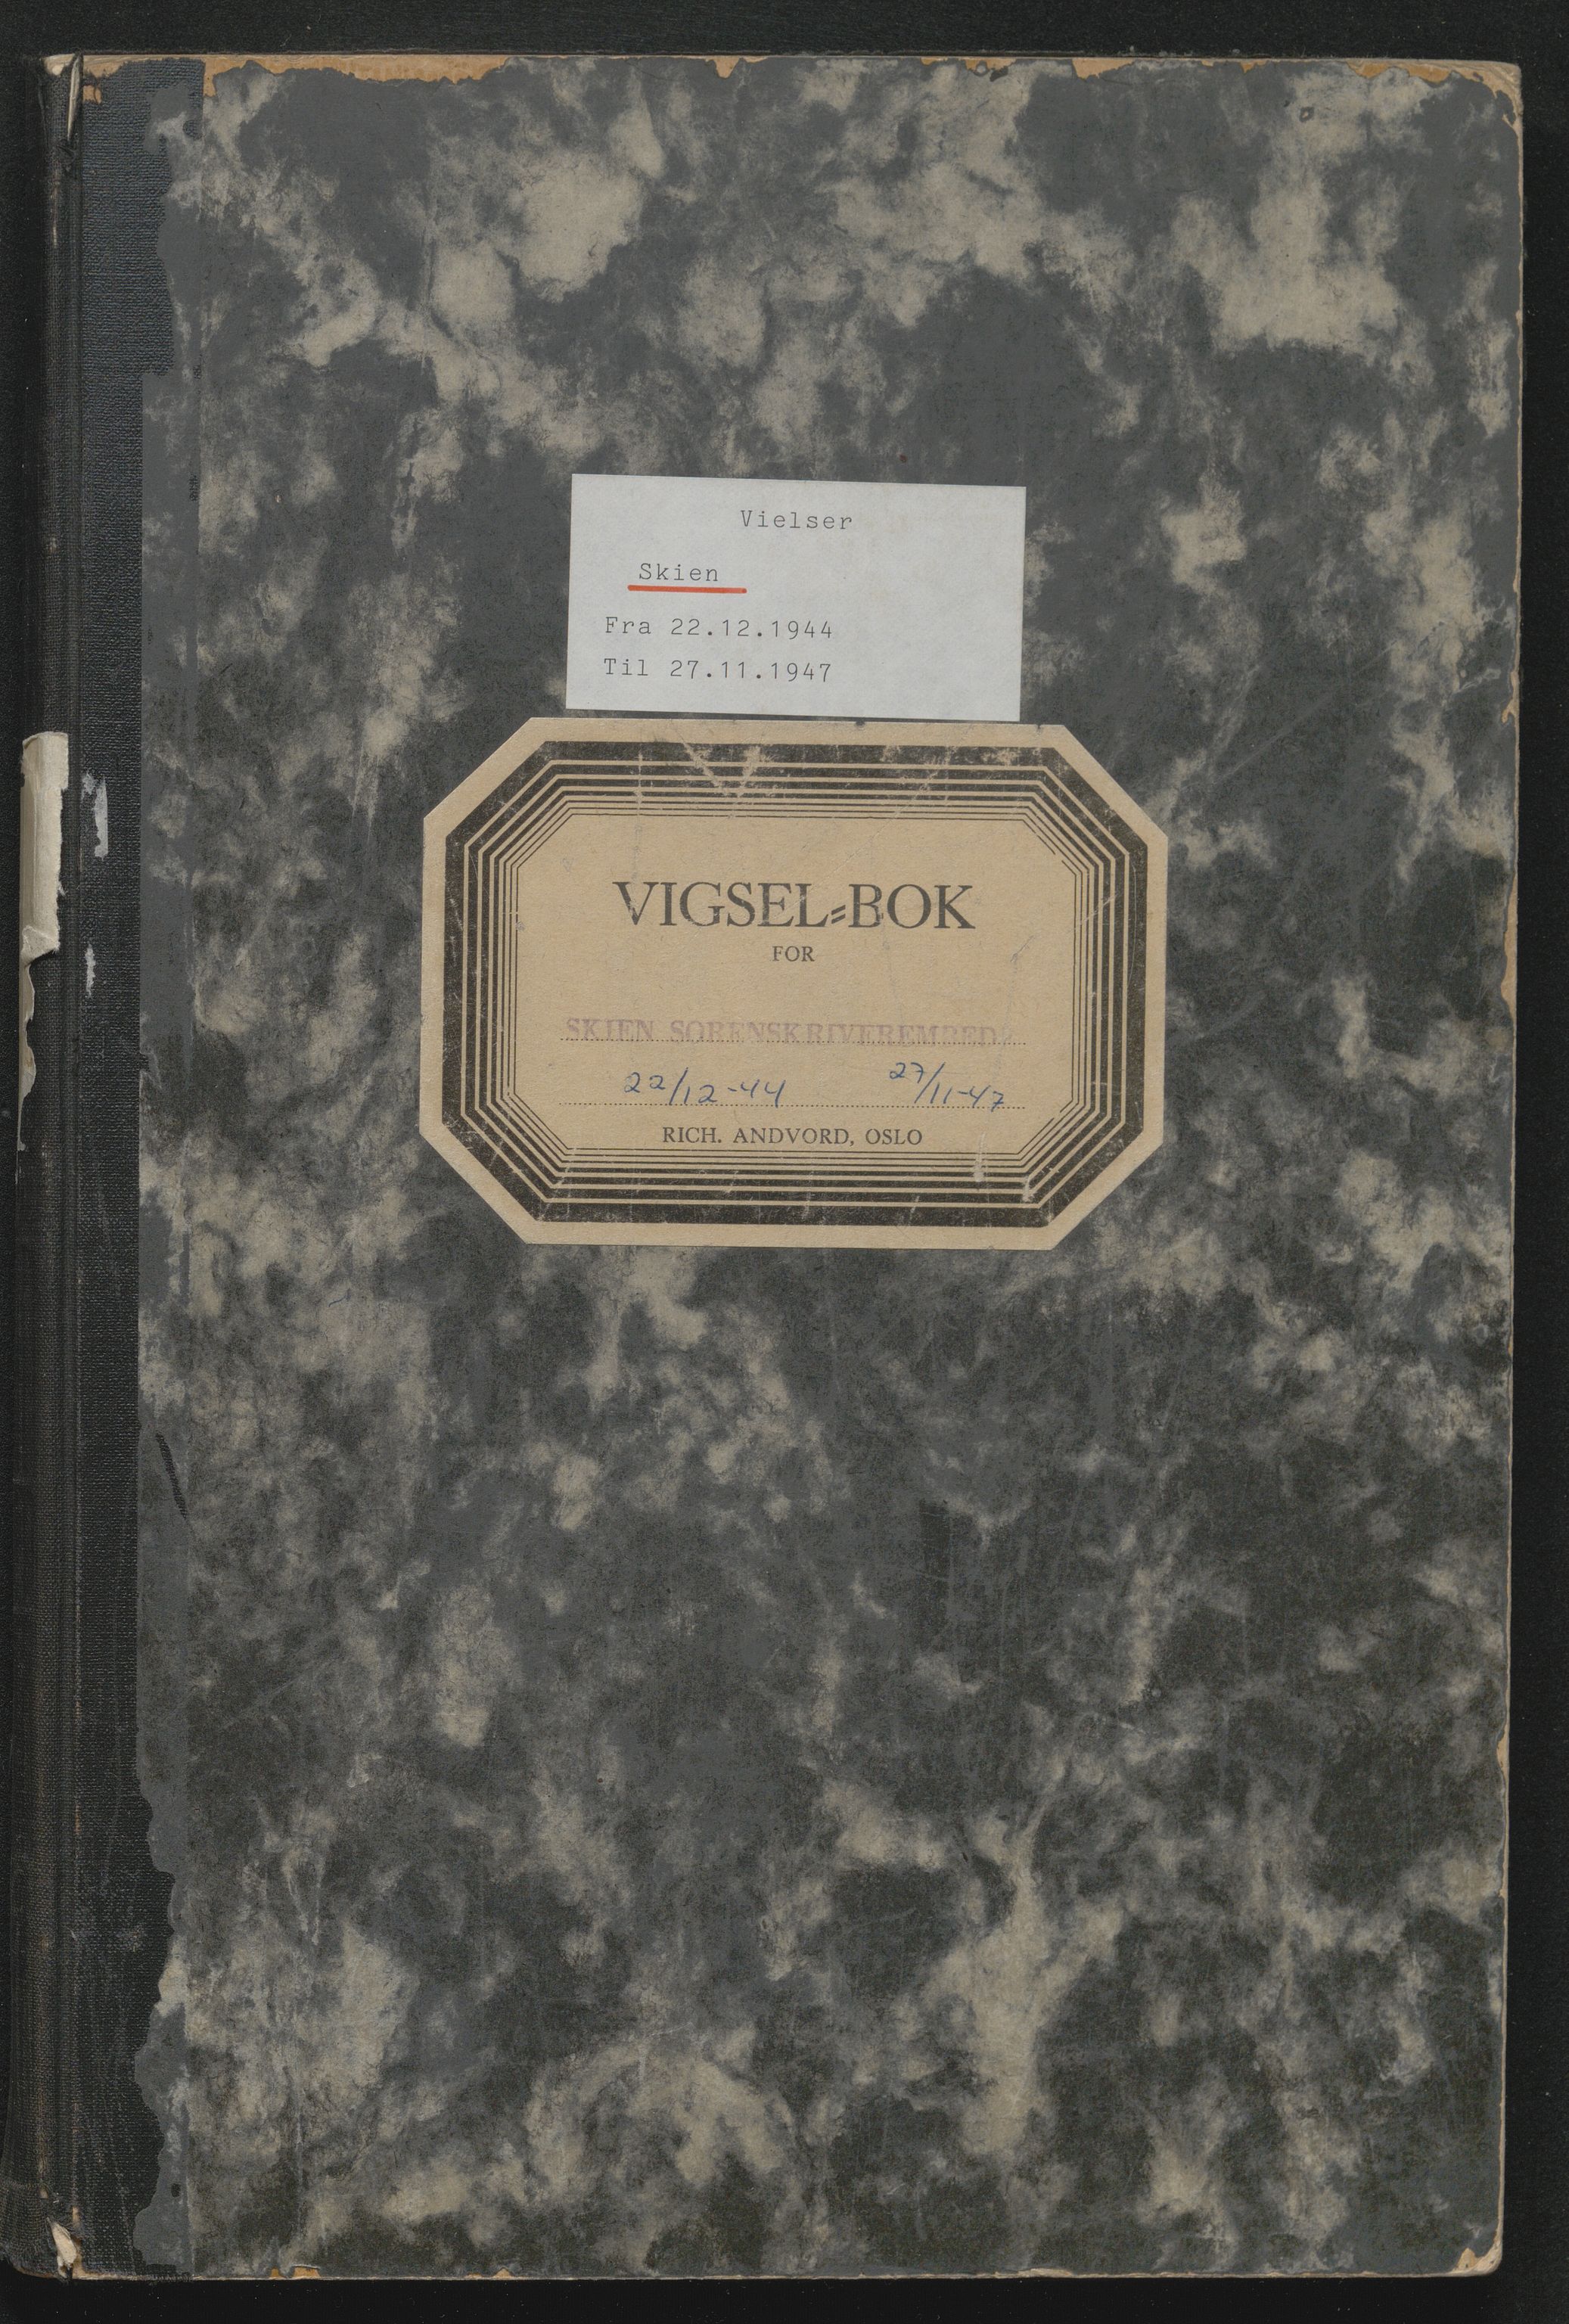 Vielser
Skien
Fra 22.12.1944
Til 27.11.1947
VIGSEL=BOK
FOR
SKIEN SORENSKRIVEREMBEDE
22/12-44 27/11-47
RICH. ANDVORD, OSLO